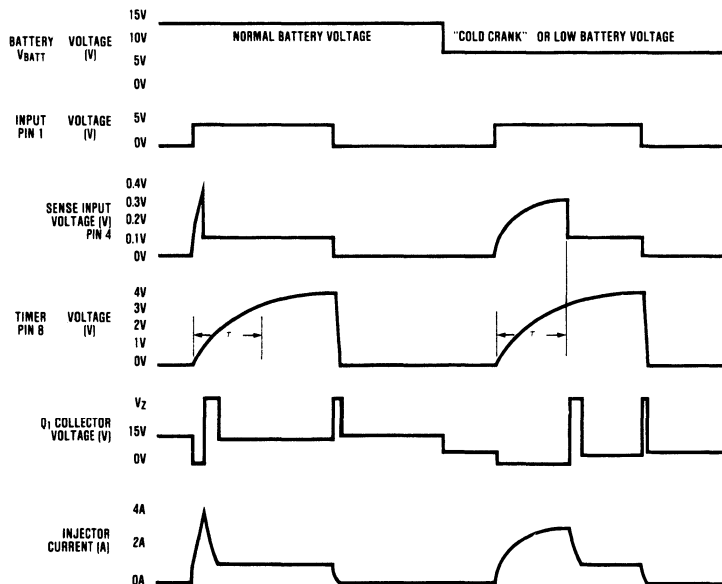 15V
BATTERY VOLTAGE 10V NORMAL BATTERY VOLTAGE "COLD CRANK" OR LOW BATTERY VOLTAGE
VBATT (V) 5V
0V
INPUT VOLTAGE 5V
PIN 1 (V) 0V
0.4V
SENSE INPUT 0.3V
VOLTAGE (V) 0.2V
PIN 4 0.1V
0V
4V
TIMER VOLTAGE 3V
PIN 8 (V) 2V
1V
0V
τ τ
VZ
Q1 COLLECTOR 15V
VOLTAGE (V) 0V
4A
INJECTOR 2A
CURRENT (A)
0A